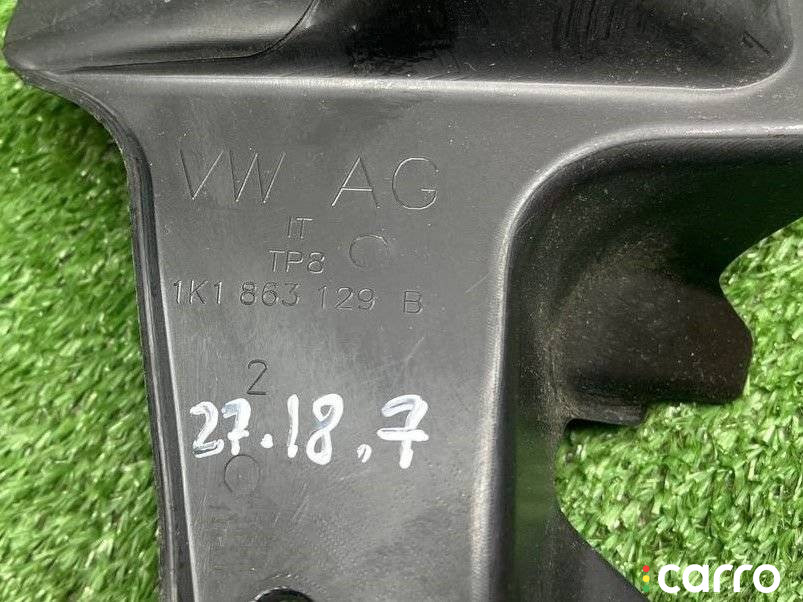 VW AG
IT
TP8
1K1 863 129 B
2
27.18.7
carro